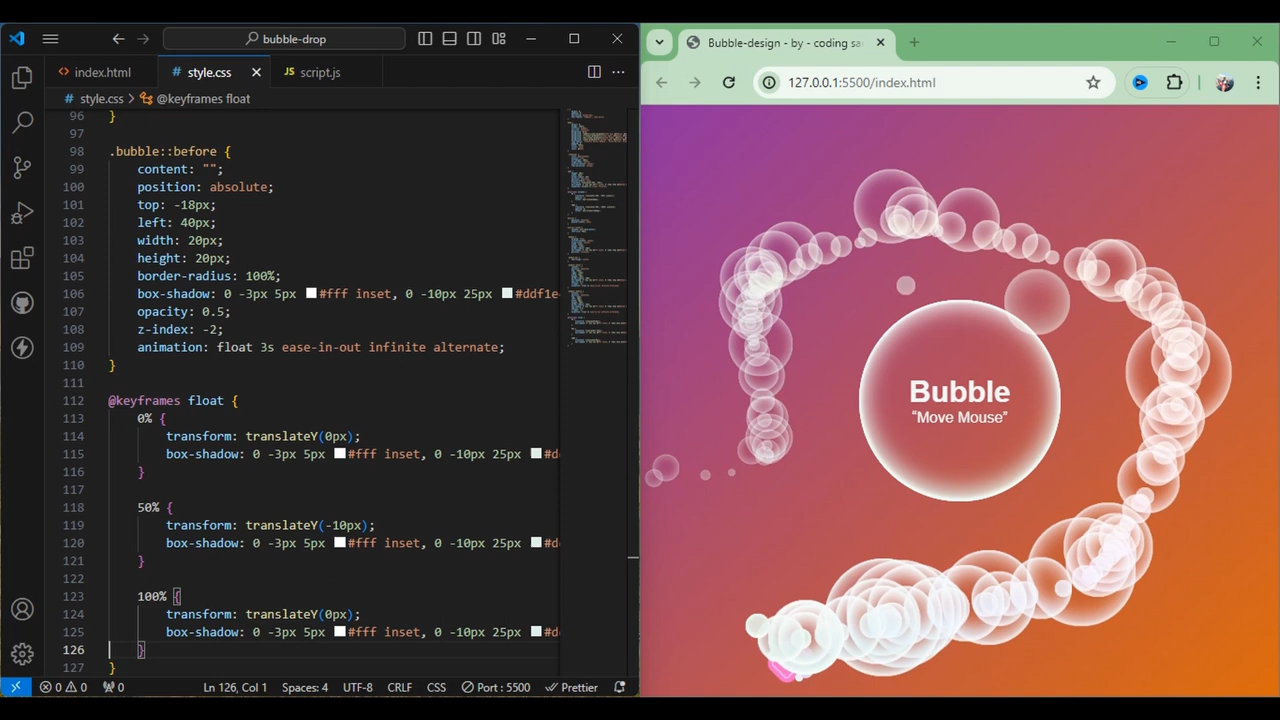 bubble-drop
index.html
style.css
script.js
style.css > @keyframes float
96 }
97
98 .bubble::before {
99 content: "";
100 position: absolute;
101 top: -18px;
102 left: 40px;
103 width: 20px;
104 height: 20px;
105 border-radius: 100%;
106 box-shadow: 0 -3px 5px #fff inset, 0 -10px 25px #ddf1e
107 opacity: 0.5;
108 z-index: -2;
109 animation: float 3s ease-in-out infinite alternate;
110 }
111
112 @keyframes float {
113 0% {
114 transform: translateY(0px);
115 box-shadow: 0 -3px 5px #fff inset, 0 -10px 25px #d
116 }
117
118 50% {
119 transform: translateY(-10px);
120 box-shadow: 0 -3px 5px #fff inset, 0 -10px 25px #d
121 }
122
123 100% {
124 transform: translateY(0px);
125 box-shadow: 0 -3px 5px #fff inset, 0 -10px 25px #d
126 }
127 }
0 0 0
Ln 126, Col 1
Spaces: 4
UTF-8
CRLF
CSS
Port : 5500
Prettier
Bubble-design - by - coding
127.0.0.1:5500/index.html
Bubble
“Move Mouse”